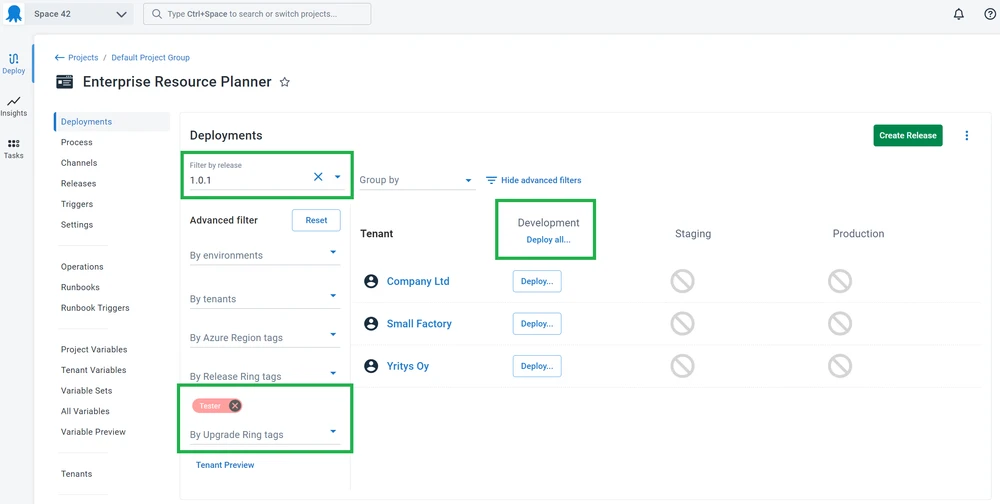 Space 42
Type Ctrl+Space to search or switch projects...
Deploy
Insights
Tasks
Projects / Default Project Group
Enterprise Resource Planner
Deployments
Process
Channels
Releases
Triggers
Settings
Operations
Runbooks
Runbook Triggers
Project Variables
Tenant Variables
Variable Sets
All Variables
Variable Preview
Tenants
Deployments
Create Release
Filter by release
1.0.1
Group by
Hide advanced filters
Advanced filter
Reset
By environments
By tenants
By Azure Region tags
By Release Ring tags
Tester
By Upgrade Ring tags
Tenant Preview
Tenant
Development
Deploy all...
Staging
Production
Company Ltd
Deploy...
Small Factory
Deploy...
Yritys Oy
Deploy...